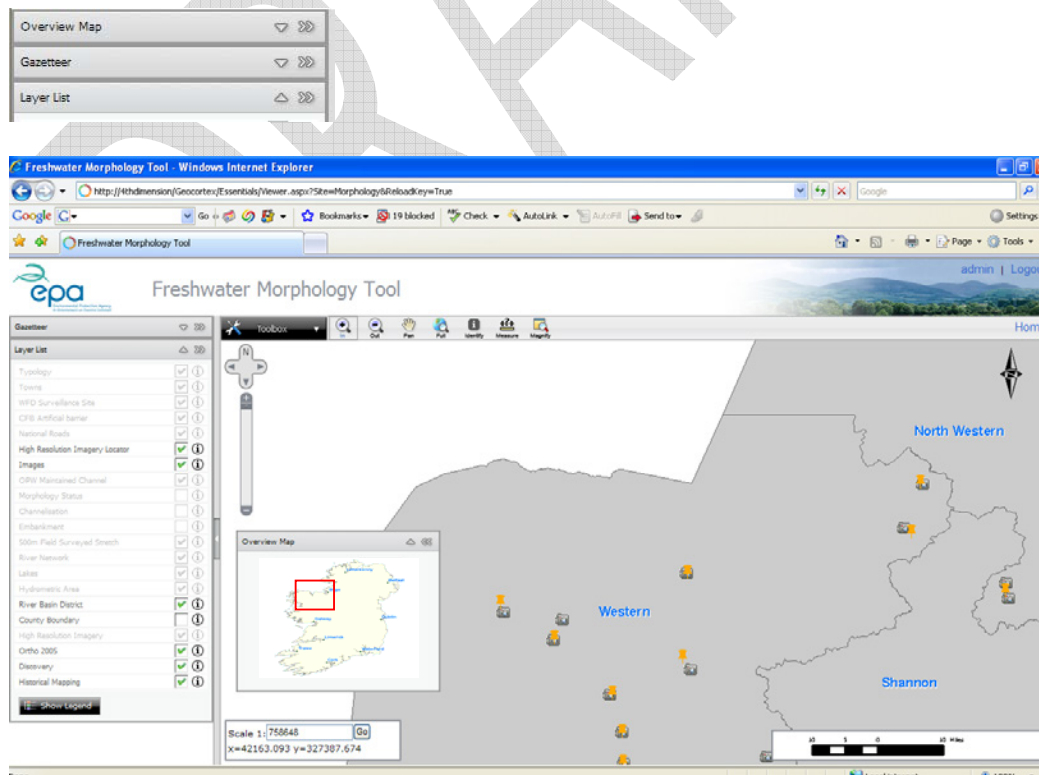 Overview Map
Gazetteer
Layer List
Freshwater Morphology Tool - Windows Internet Explorer
http://4thdimension/Geocortex/Essentials/Viewer.aspx?Site=Morphology&ReloadKey=True
Google
Google
Go
Bookmarks
19 blocked
Check
AutoLink
AutoFill
Send to
Settings
Freshwater Morphology Tool
Page
Tools
admin | Logou
epa
Freshwater Morphology Tool
Gazetteer
Toolbox
In
Out
Pan
Full
Identify
Measure
Magnify
Hom
Layer List
Typology
Towns
WFD Surveillance Site
CFB Artifical barrier
National Roads
High Resolution Imagery Locator
Images
OPW Maintained Channel
Morphology Status
Channelisation
Embankment
500m Field Surveyed Stretch
River Network
Lakes
Hydrometric Area
River Basin District
County Boundary
High Resolution Imagery
Ortho 2005
Discovery
Historical Mapping
Show Legend
N
North Western
Overview Map
Western
Shannon
Scale 1: 758648 Go
x=42163.093 y=327387.674
10 Miles